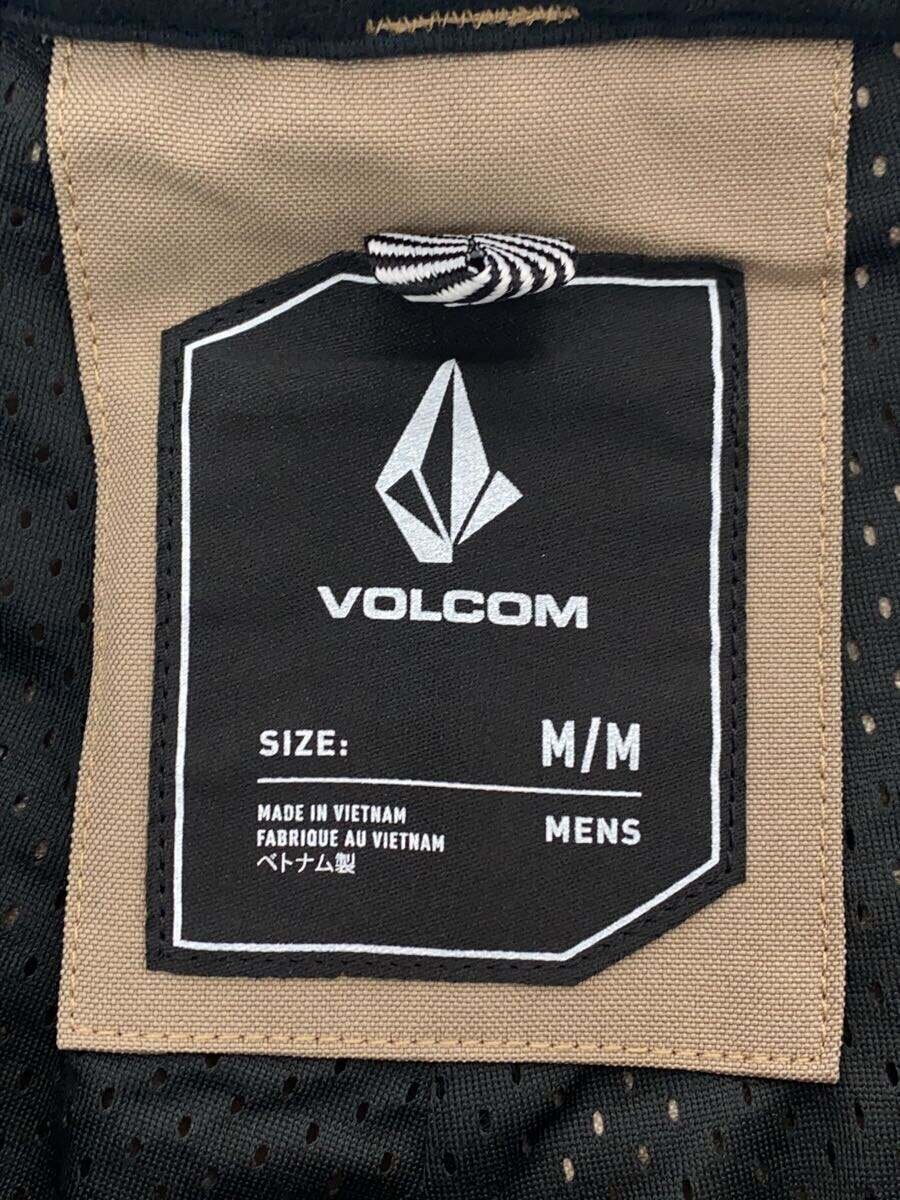 VOLCOM
SIZE: M/M
MADE IN VIETNAM
FABRIQUE AU VIETNAM
ベトナム製
MENS